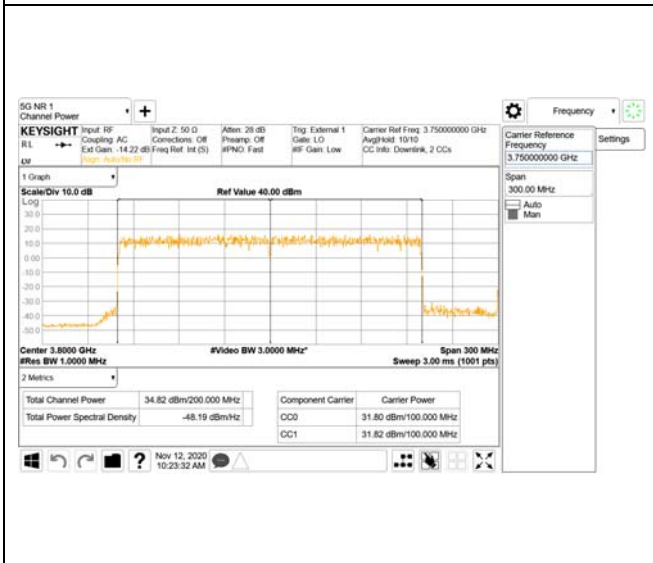 5G NR 1
Channel Power
+
Frequency
KEYSIGHT Input: RF Input Z: 50 Ω Atten: 28 dB Trig: External 1 Carrier Ref Freq: 3.750000000 GHz
RL Coupling: AC Corrections: Off Preamp: Off Gate: LO Avg|Hold: 10/10
Ext Gain: -14.22 dB Freq Ref: Int (S) #PNO: Fast #IF Gain: Low CC Info: Downlink, 2 CCs
Align: Auto/No RF
Carrier Reference
Frequency
3.750000000 GHz
Settings
Span
300.00 MHz
Auto
Man
1 Graph
Scale/Div 10.0 dB Ref Value 40.00 dBm
Log
30.0
20.0
10.0
0.00
-10.0
-20.0
-30.0
-40.0
-50.0
Center 3.8000 GHz #Video BW 3.0000 MHz* Span 300 MHz
#Res BW 1.0000 MHz Sweep 3.00 ms (1001 pts)
2 Metrics
Total Channel Power 34.82 dBm/200.000 MHz Component Carrier Carrier Power
Total Power Spectral Density -48.19 dBm/Hz CC0 31.80 dBm/100.000 MHz
CC1 31.82 dBm/100.000 MHz
? Nov 12, 2020
10:23:32 AM